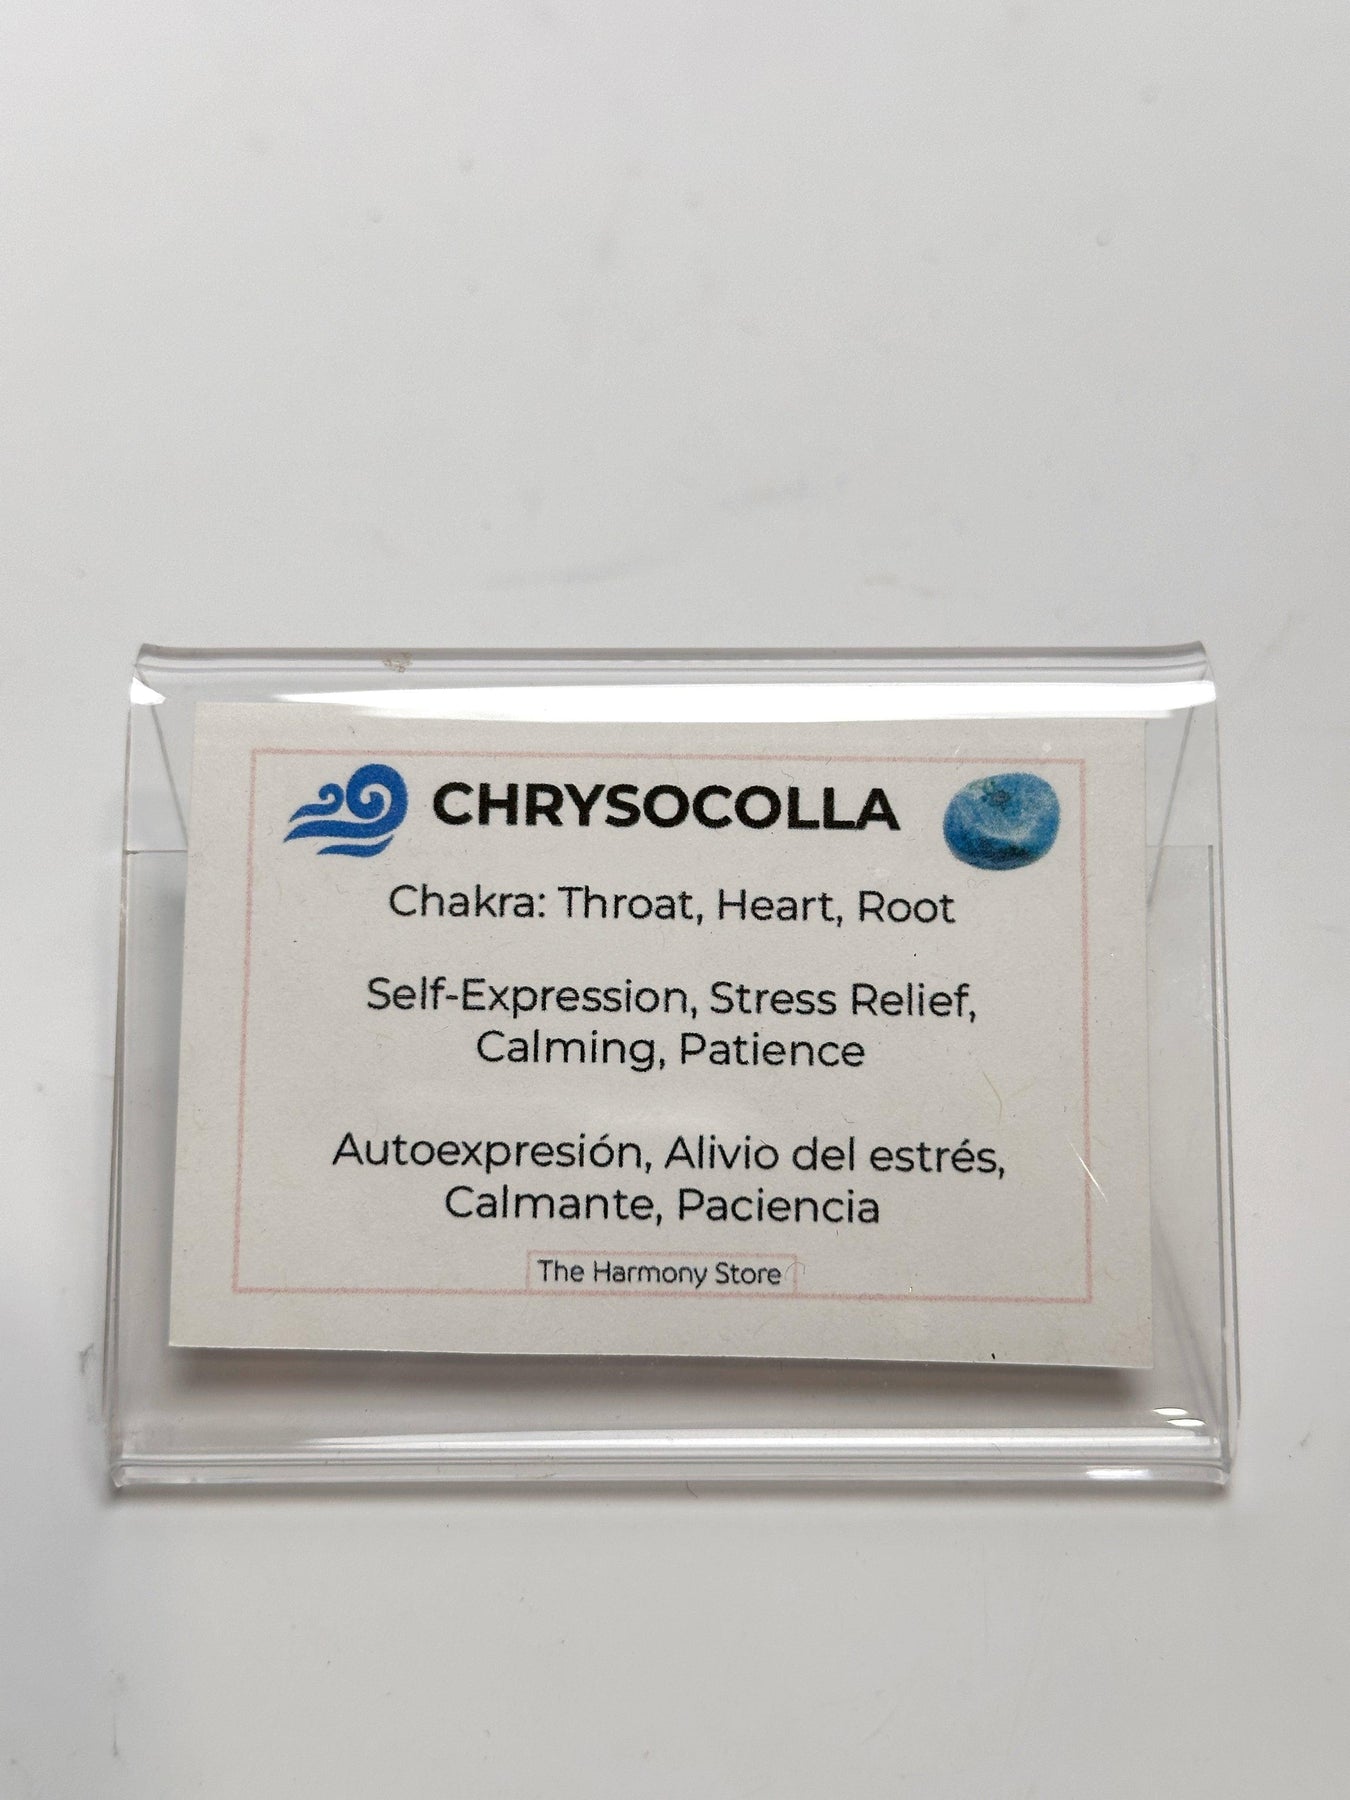 CHRYSOCOLLA
Chakra: Throat, Heart, Root
Self-Expression, Stress Relief,
Calming, Patience
Autoexpresión, Alivio del estrés,
Calmante, Paciencia
The Harmony Store